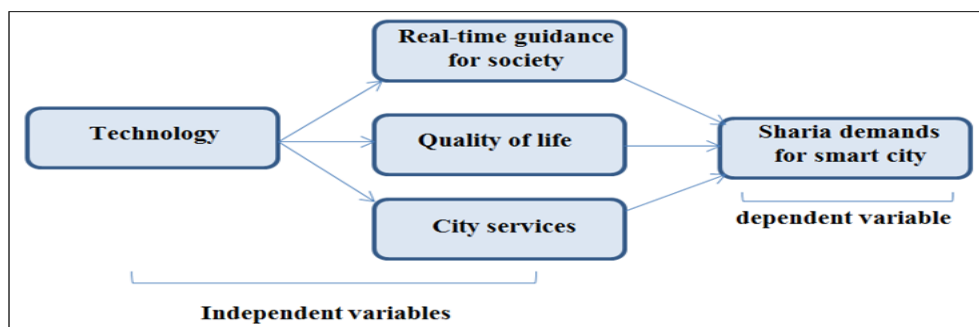 Real-time guidance
for society
Technology
Quality of life
Sharia demands
for smart city
City services
dependent variable
Independent variables